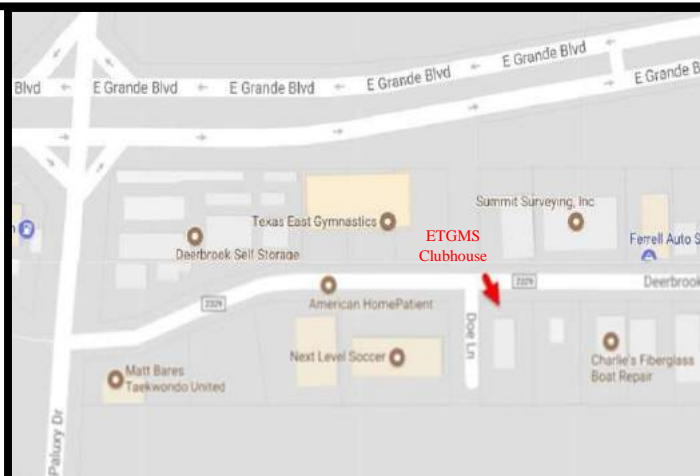 E Grande Blvd
E Grande B
Blvd
E Grande Blvd
E Grande Blvd
E Grande Blvd
Summit Surveying, Inc
Texas East Gymnastics
ETGMS
Clubhouse
Ferrell Auto S
Deerbrook Self Storage
2329
Deerbrook
American HomePatient
2329
Doe Ln
Next Level Soccer
Charlie's Fiberglass
Boat Repair
Matt Bares
Taekwondo United
Paluxy Dr